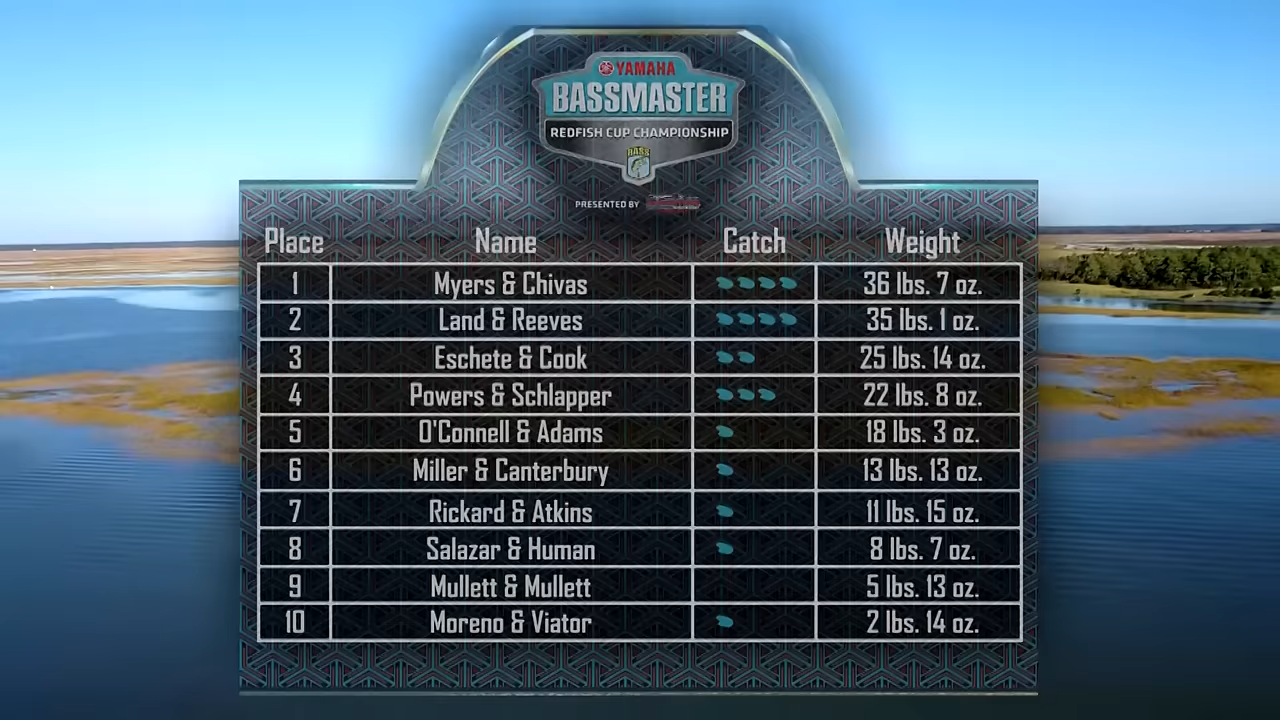 YAMAHA
BASSMASTER
REDFISH CUP CHAMPIONSHIP
BASS
PRESENTED BY
Place Name Catch Weight
1 Myers & Chivas 36 lbs. 7 oz.
2 Land & Reeves 35 lbs. 1 oz.
3 Eschete & Cook 25 lbs. 14 oz.
4 Powers & Schlapper 22 lbs. 8 oz.
5 O'Connell & Adams 18 lbs. 3 oz.
6 Miller & Canterbury 13 lbs. 13 oz.
7 Rickard & Atkins 11 lbs. 15 oz.
8 Salazar & Human 8 lbs. 7 oz.
9 Mullett & Mullett 5 lbs. 13 oz.
10 Moreno & Viator 2 lbs. 14 oz.